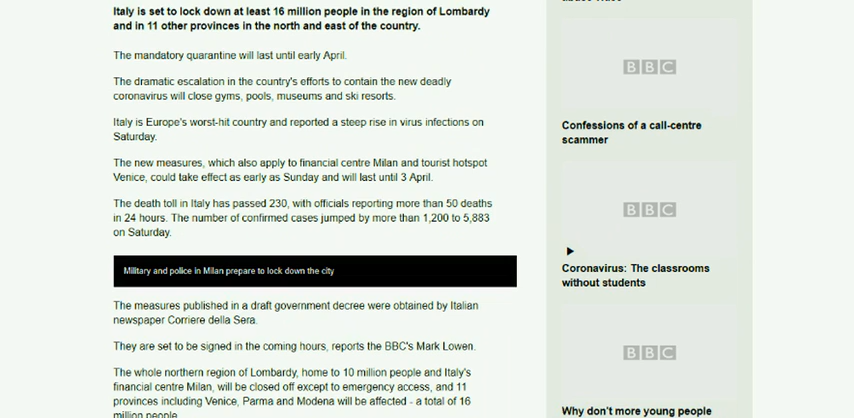 Italy is set to lock down at least 16 million people in the region of Lombardy
and in 11 other provinces in the north and east of the country.
The mandatory quarantine will last until early April.
The dramatic escalation in the country's efforts to contain the new deadly
coronavirus will close gyms, pools, museums and ski resorts.
Italy is Europe's worst-hit country and reported a steep rise in virus infections on
Saturday.
The new measures, which also apply to financial centre Milan and tourist hotspot
Venice, could take effect as early as Sunday and will last until 3 April.
The death toll in Italy has passed 230, with officials reporting more than 50 deaths
in 24 hours. The number of confirmed cases jumped by more than 1,200 to 5,883
on Saturday.
Military and police in Milan prepare to lock down the city
The measures published in a draft government decree were obtained by Italian
newspaper Corriere della Sera.
They are set to be signed in the coming hours, reports the BBC's Mark Lowen.
The whole northern region of Lombardy, home to 10 million people and Italy's
financial centre Milan, will be closed off except to emergency access, and 11
provinces including Venice, Parma and Modena will be affected - a total of 16
million people.
BBC
Confessions of a call-centre
scammer
BBC
Coronavirus: The classrooms
without students
BBC
Why don't more young people